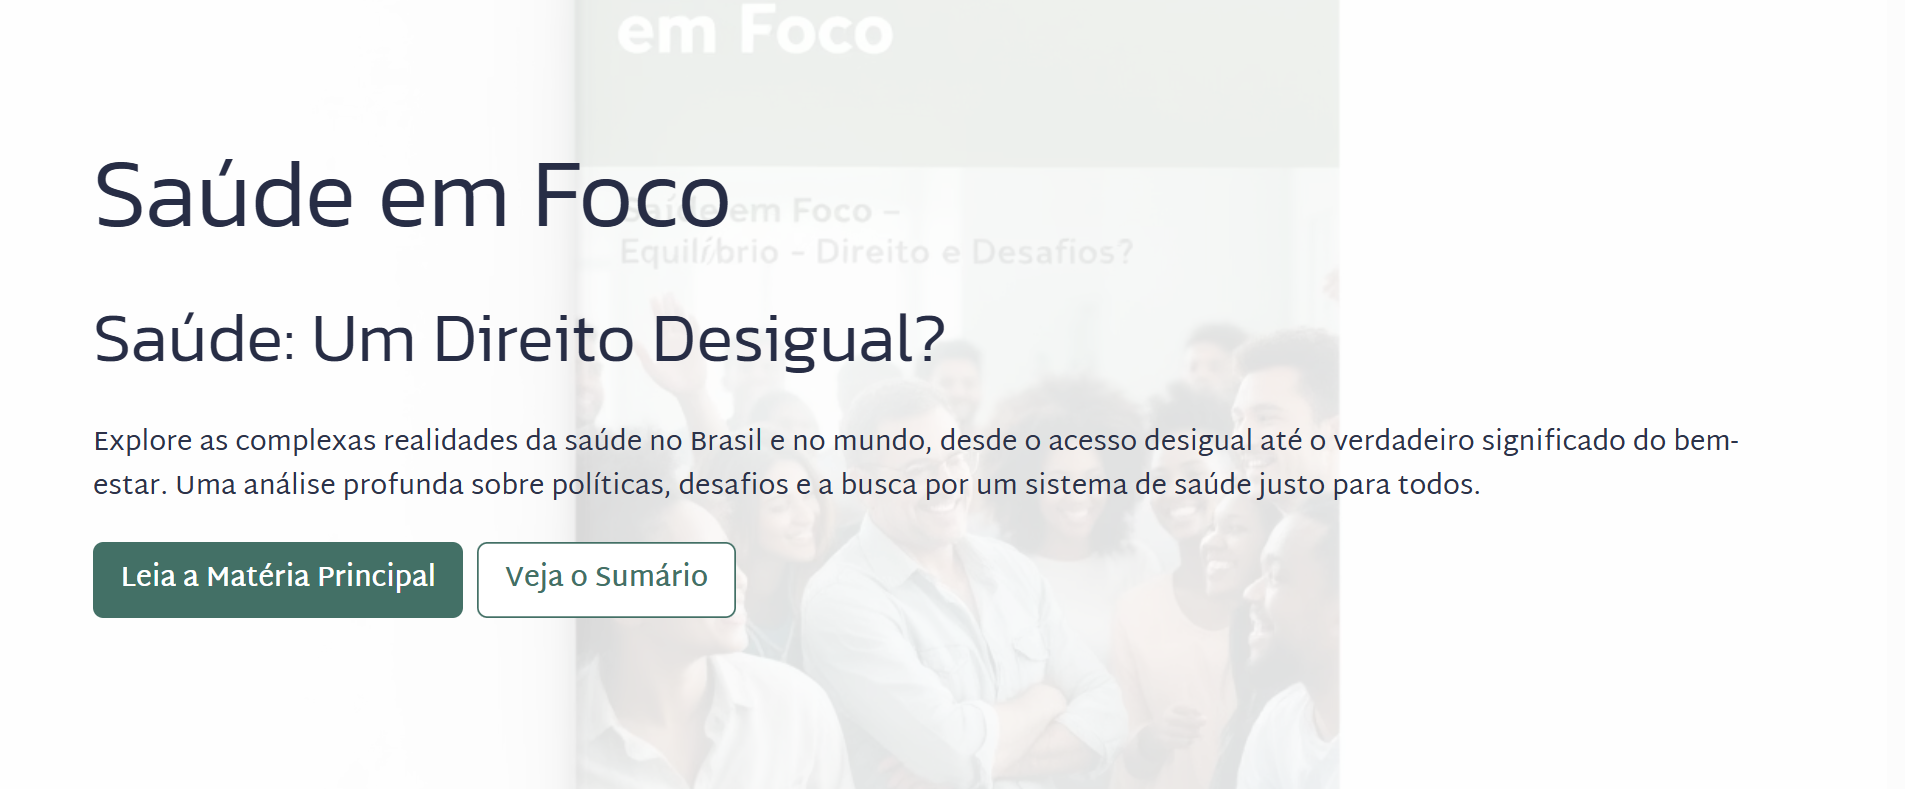 em Foco
Saúde em Foco
Saíde em Foco –
Equilíbrio - Direito e Desafios?
Saúde: Um Direito Desigual?
Explore as complexas realidades da saúde no Brasil e no mundo, desde o acesso desigual até o verdadeiro significado do bem-
estar. Uma análise profunda sobre políticas, desafios e a busca por um sistema de saúde justo para todos.
Leia a Matéria Principal
Veja o Sumário